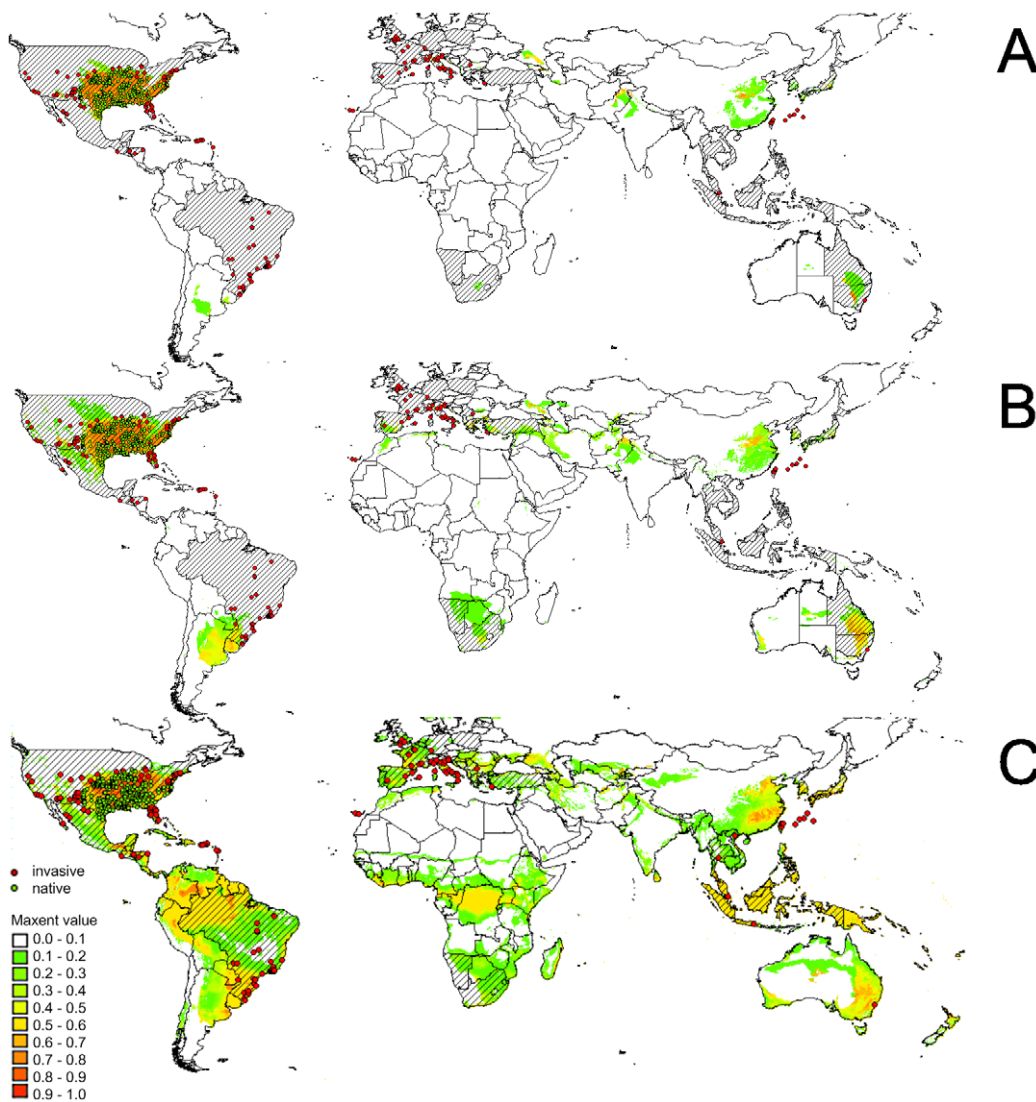 A
B
C
invasive
native
Maxent value
0.0 - 0.1
0.1 - 0.2
0.2 - 0.3
0.3 - 0.4
0.4 - 0.5
0.5 - 0.6
0.6 - 0.7
0.7 - 0.8
0.8 - 0.9
0.9 - 1.0